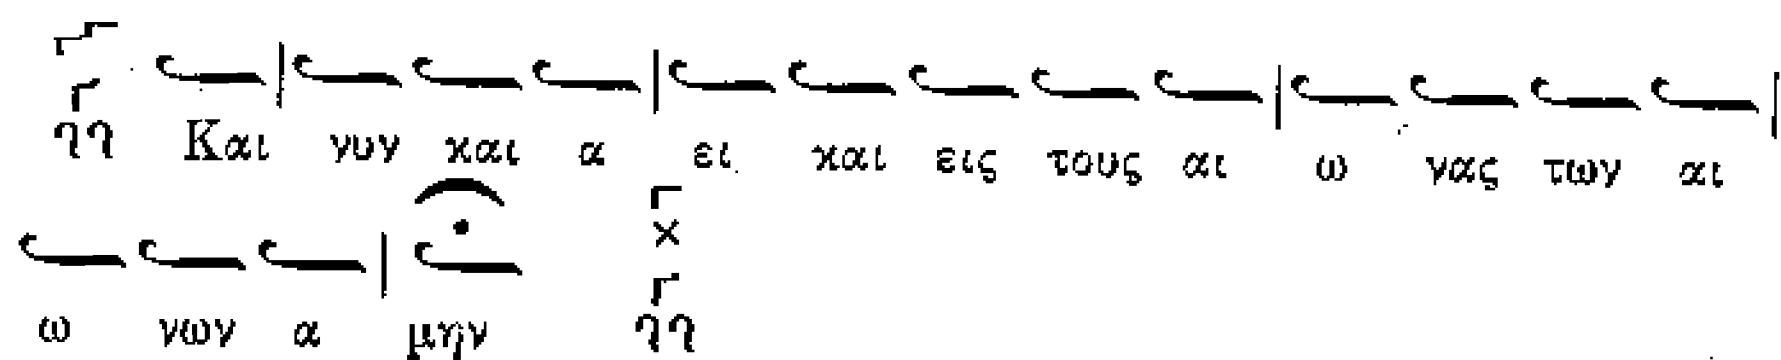 Και νυν και α ει και εις τους αι ω νας των αι
ω νων α μην